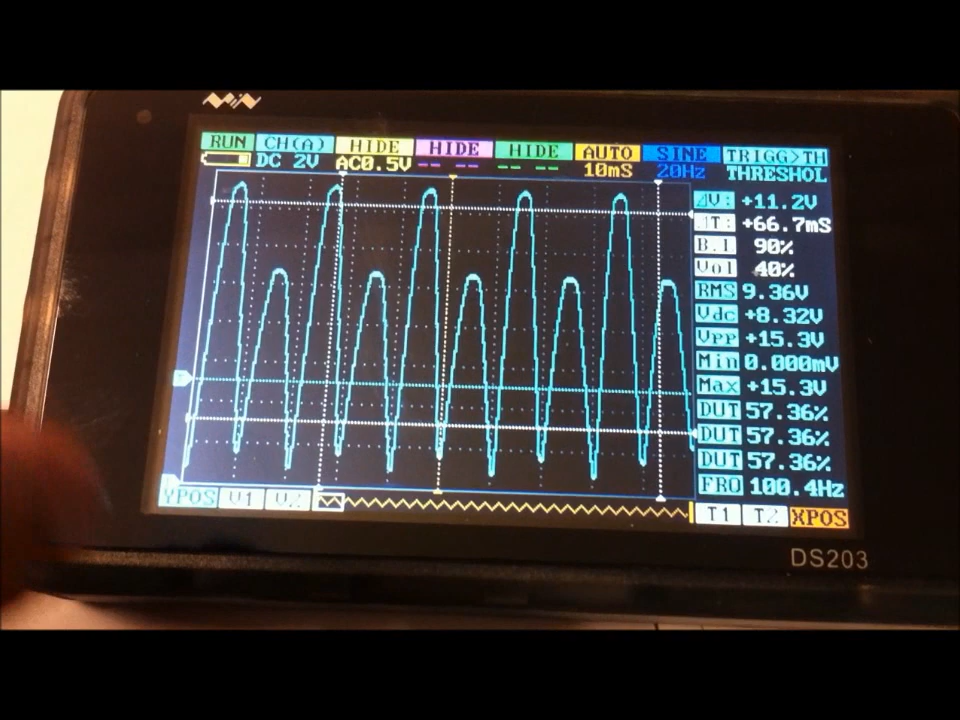 RUN CH(A) HIDE HIDE HIDE AUTO SINE TRIGG>TH
DC 2V AC0.5V -- -- -- -- 10mS 20Hz THRESHOL
⊿V: +11.2V
⊿T: +66.7mS
B.l 90%
Vol 40%
RMS 9.36V
Vdc +8.32V
Vpp +15.3V
Min 0.000mV
Max +15.3V
DUT 57.36%
DUT 57.36%
DUT 57.36%
FRQ 100.4Hz
YPOS V1 V2 T1 T2 XPOS
DS203